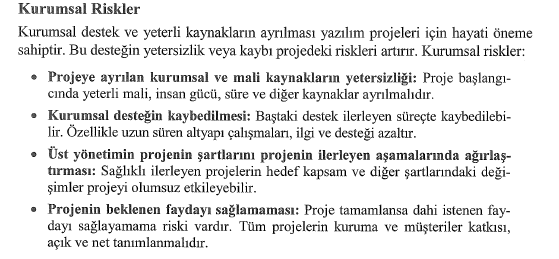 Kurumsal Riskler
Kurumsal destek ve yeterli kaynakların ayrılması yazılım projeleri için hayati öneme
sahiptir. Bu desteğin yetersizlik veya kaybı projedeki riskleri artırır. Kurumsal riskler:
• Projeye ayrılan kurumsal ve mali kaynakların yetersizliği: Proje başlangı-
cında yeterli mali, insan gücü, süre ve diğer kaynaklar ayrılmalıdır.
• Kurumsal desteğin kaybedilmesi: Baştaki destek ilerleyen süreçte kaybedilebi-
lir. Özellikle uzun süren altyapı çalışmaları, ilgi ve desteği azaltır.
• Üst yönetimin projenin şartlarını projenin ilerleyen aşamalarında ağırlaş-
tırması: Sağlıklı ilerleyen projelerin hedef kapsam ve diğer şartlarındaki deği-
şimler projeyi olumsuz etkileyebilir.
• Projenin beklenen faydayı sağlamaması: Proje tamamlansa dahi istenen fay-
dayı sağlayamama riski vardır. Tüm projelerin kuruma ve müşteriler katkısı,
açık ve net tanımlanmalıdır.